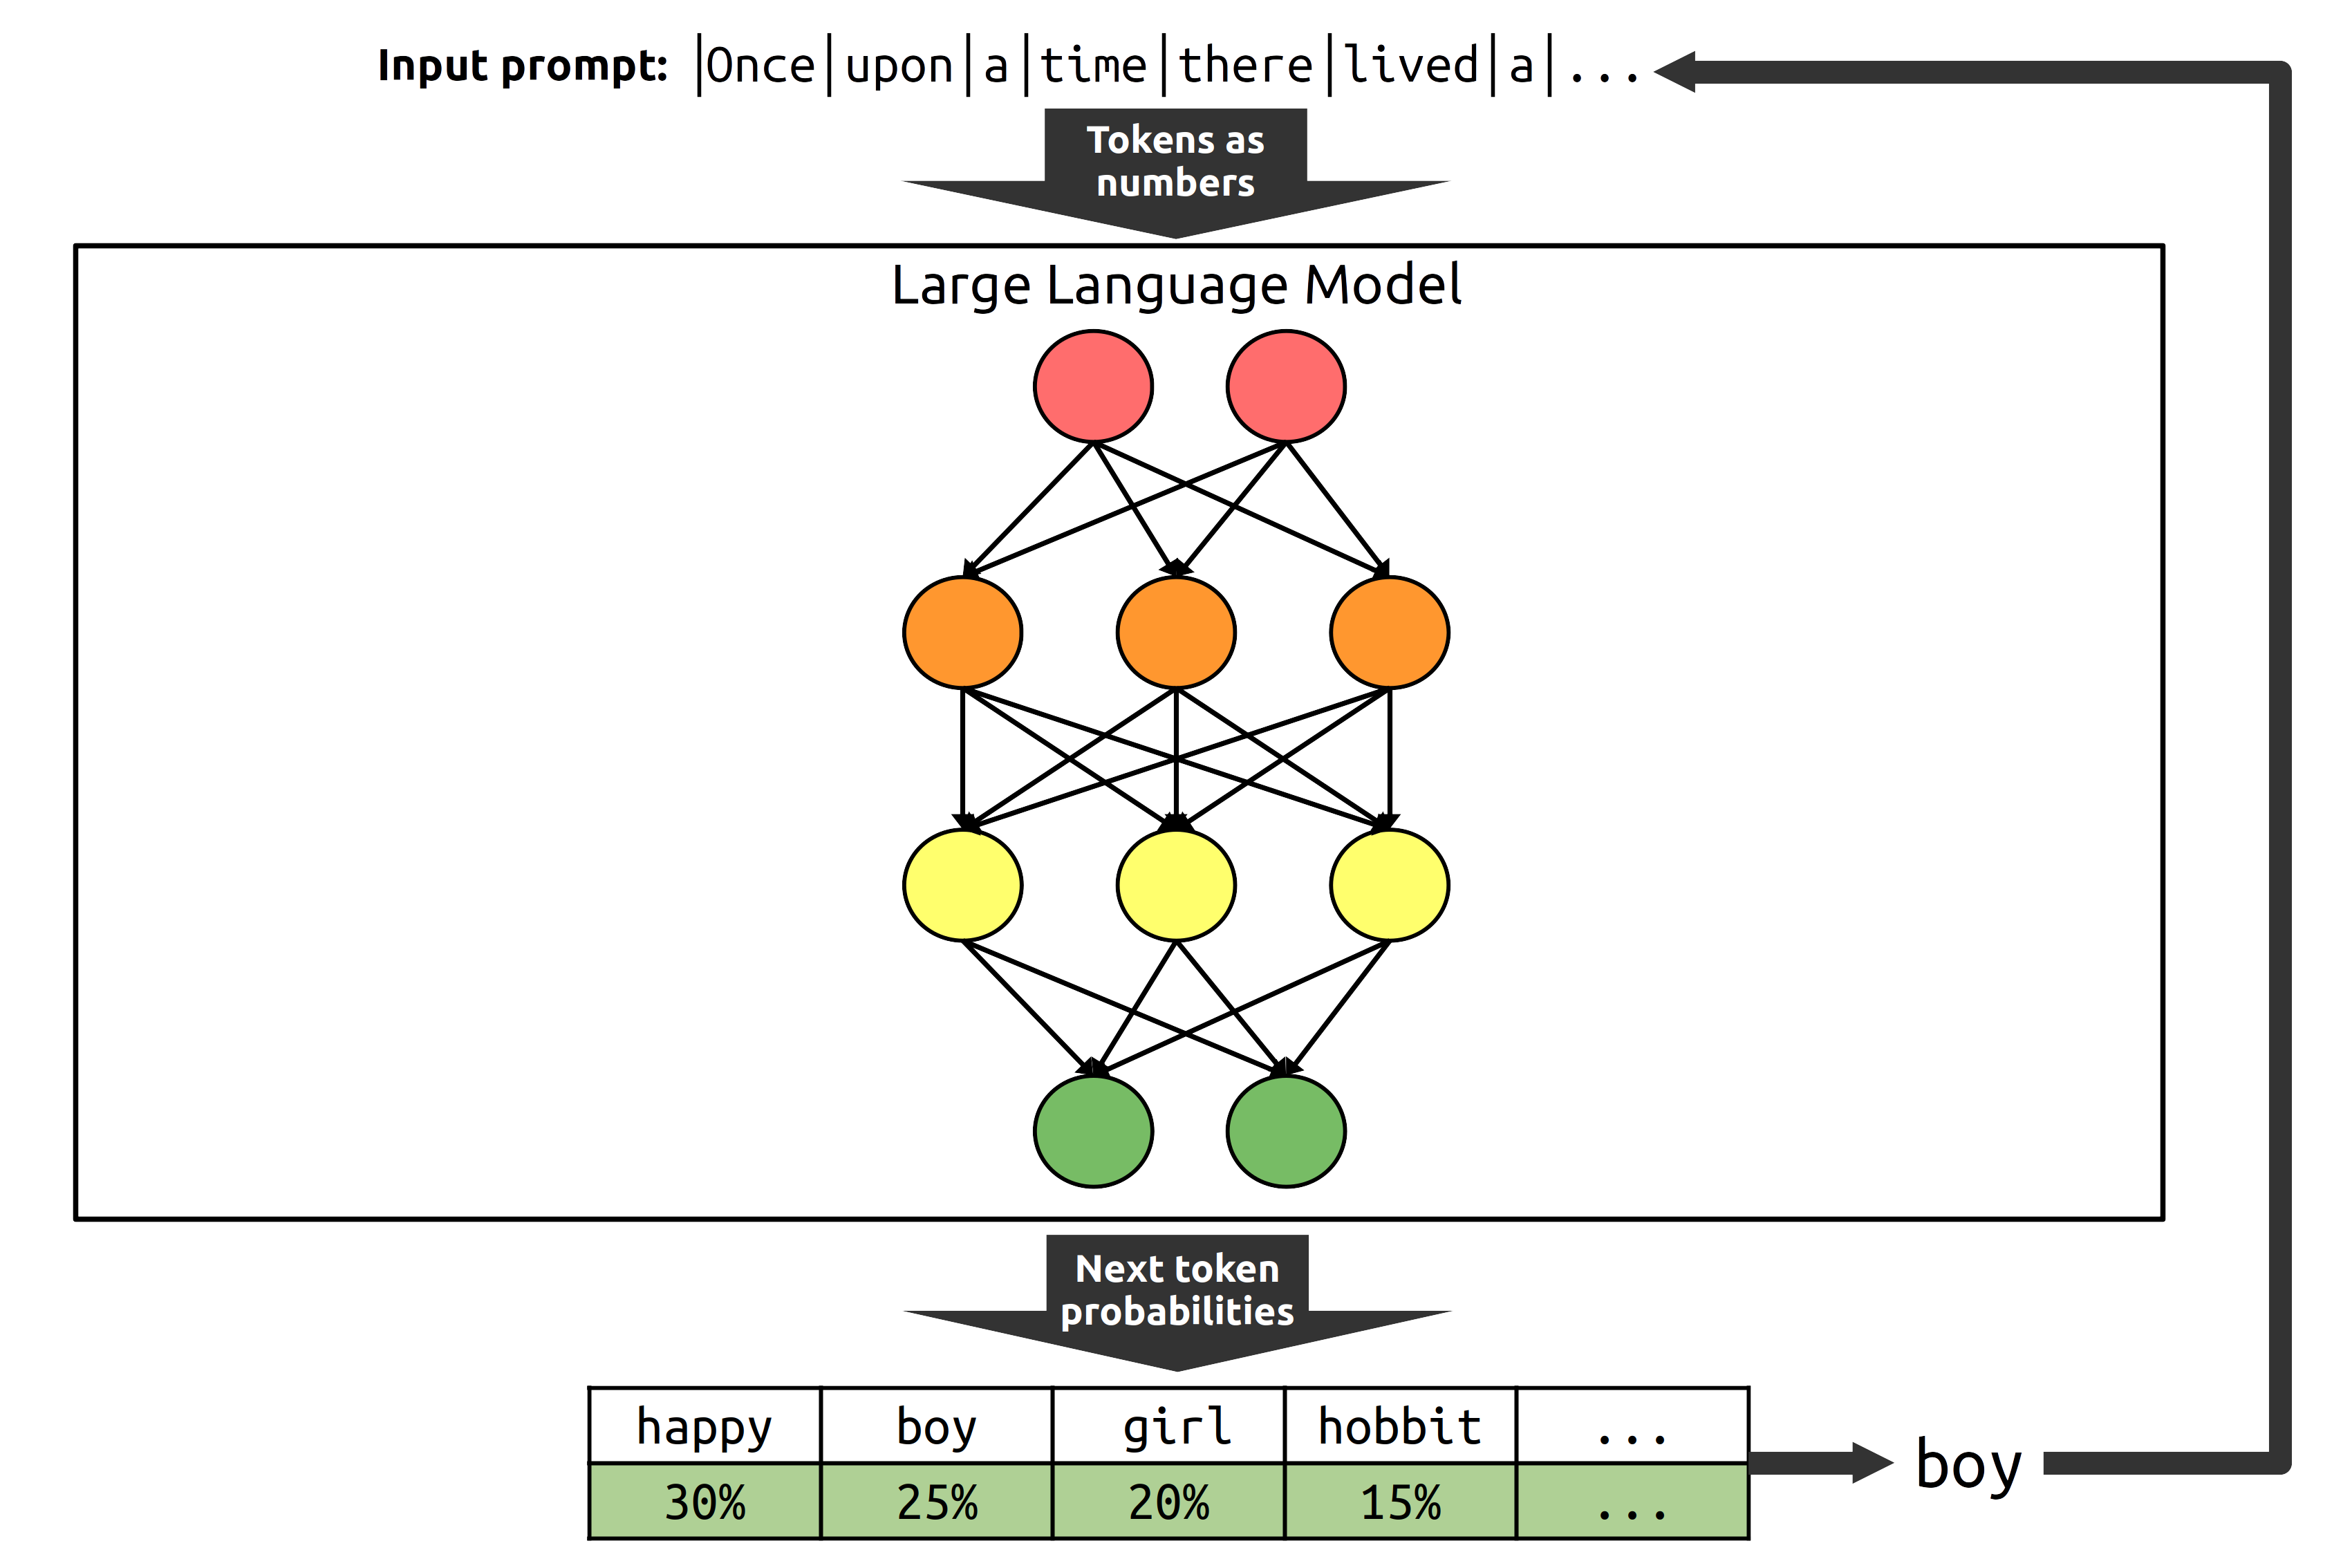 Input prompt: |Once|upon|a|time|there|lived|a|...
Tokens as
numbers
Large Language Model
Next token
probabilities
happy boy girl hobbit ...
30% 25% 20% 15% ...
boy